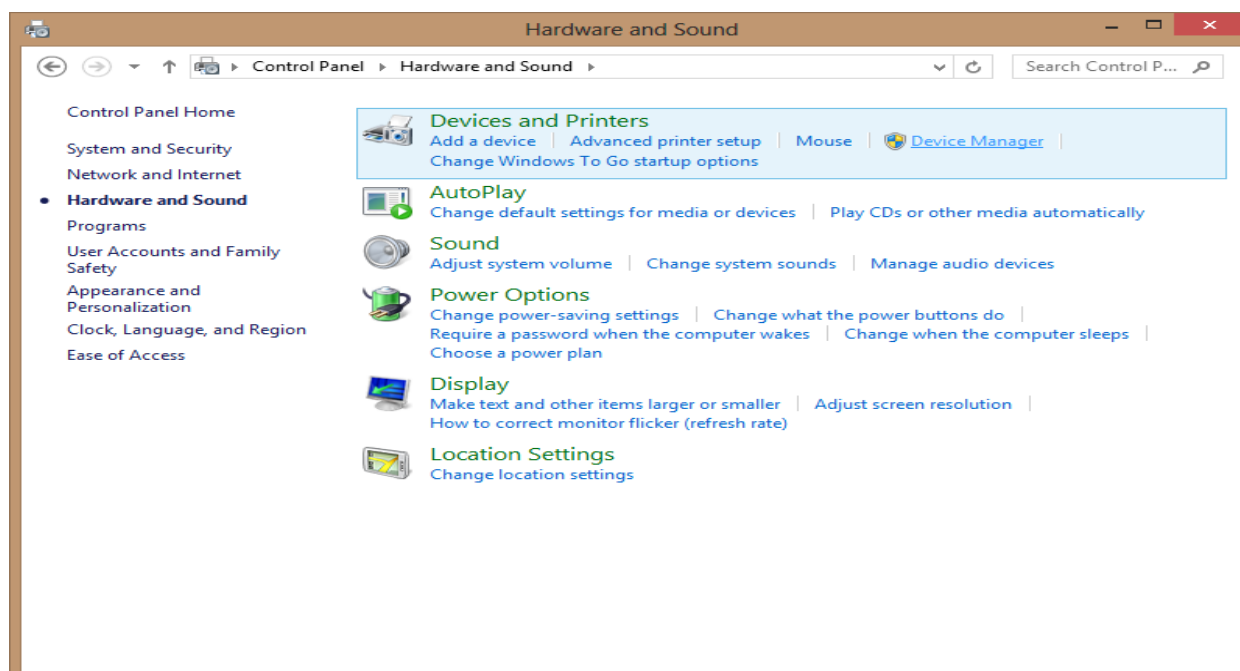 Hardware and Sound
Control Panel Hardware and Sound
Search Control P...
Control Panel Home
System and Security
Network and Internet
Hardware and Sound
Programs
User Accounts and Family
Safety
Appearance and
Personalization
Clock, Language, and Region
Ease of Access
Devices and Printers
Add a device Advanced printer setup Mouse Device Manager
Change Windows To Go startup options
AutoPlay
Change default settings for media or devices Play CDs or other media automatically
Sound
Adjust system volume Change system sounds Manage audio devices
Power Options
Change power-saving settings Change what the power buttons do
Require a password when the computer wakes Change when the computer sleeps
Choose a power plan
Display
Make text and other items larger or smaller Adjust screen resolution
How to correct monitor flicker (refresh rate)
Location Settings
Change location settings